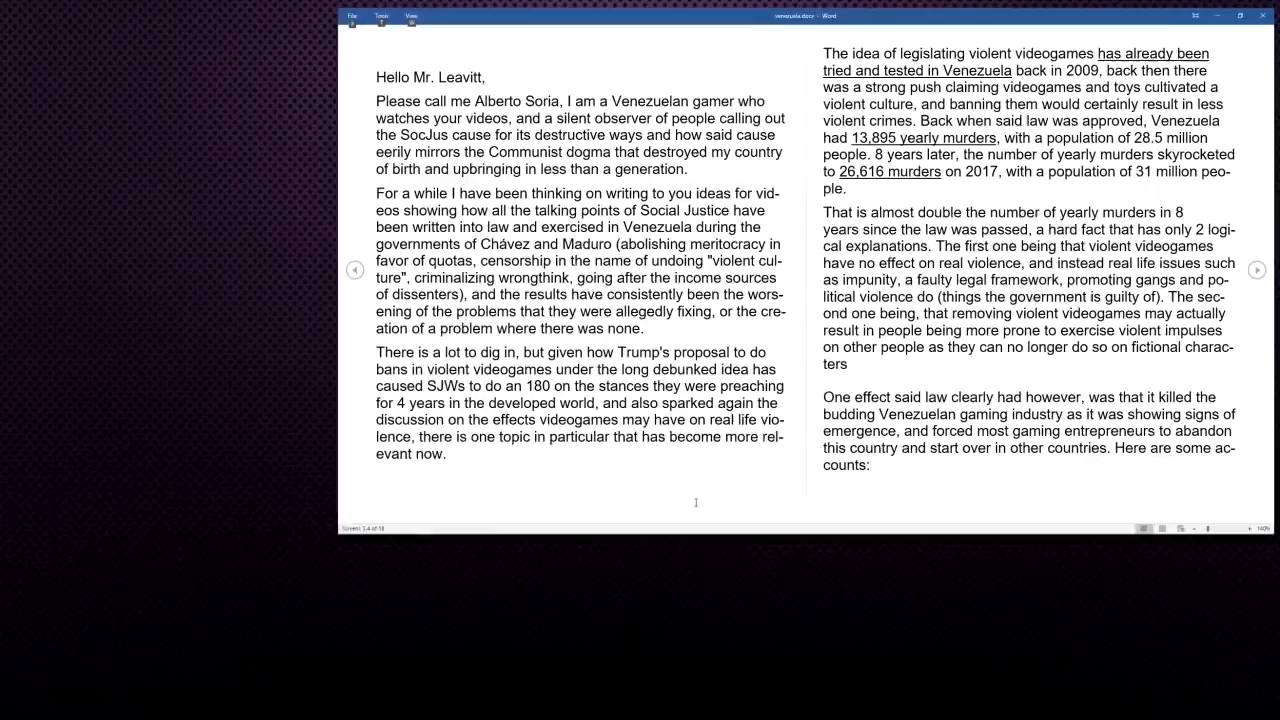 File Tools View
venezuela.docx - Word
Hello Mr. Leavitt,
Please call me Alberto Soria, I am a Venezuelan gamer who
watches your videos, and a silent observer of people calling out
the SocJus cause for its destructive ways and how said cause
eerily mirrors the Communist dogma that destroyed my country
of birth and upbringing in less than a generation.
For a while I have been thinking on writing to you ideas for vid-
eos showing how all the talking points of Social Justice have
been written into law and exercised in Venezuela during the
governments of Chávez and Maduro (abolishing meritocracy in
favor of quotas, censorship in the name of undoing "violent cul-
ture", criminalizing wrongthink, going after the income sources
of dissenters), and the results have consistently been the wors-
ening of the problems that they were allegedly fixing, or the cre-
ation of a problem where there was none.
There is a lot to dig in, but given how Trump's proposal to do
bans in violent videogames under the long debunked idea has
caused SJWs to do an 180 on the stances they were preaching
for 4 years in the developed world, and also sparked again the
discussion on the effects videogames may have on real life vio-
lence, there is one topic in particular that has become more rel-
evant now.
The idea of legislating violent videogames has already been
tried and tested in Venezuela back in 2009, back then there
was a strong push claiming videogames and toys cultivated a
violent culture, and banning them would certainly result in less
violent crimes. Back when said law was approved, Venezuela
had 13,895 yearly murders, with a population of 28.5 million
people. 8 years later, the number of yearly murders skyrocketed
to 26,616 murders on 2017, with a population of 31 million peo-
ple.
That is almost double the number of yearly murders in 8
years since the law was passed, a hard fact that has only 2 logi-
cal explanations. The first one being that violent videogames
have no effect on real violence, and instead real life issues such
as impunity, a faulty legal framework, promoting gangs and po-
litical violence do (things the government is guilty of). The sec-
ond one being, that removing violent videogames may actually
result in people being more prone to exercise violent impulses
on other people as they can no longer do so on fictional charac-
ters
One effect said law clearly had however, was that it killed the
budding Venezuelan gaming industry as it was showing signs of
emergence, and forced most gaming entrepreneurs to abandon
this country and start over in other countries. Here are some ac-
counts:
140%